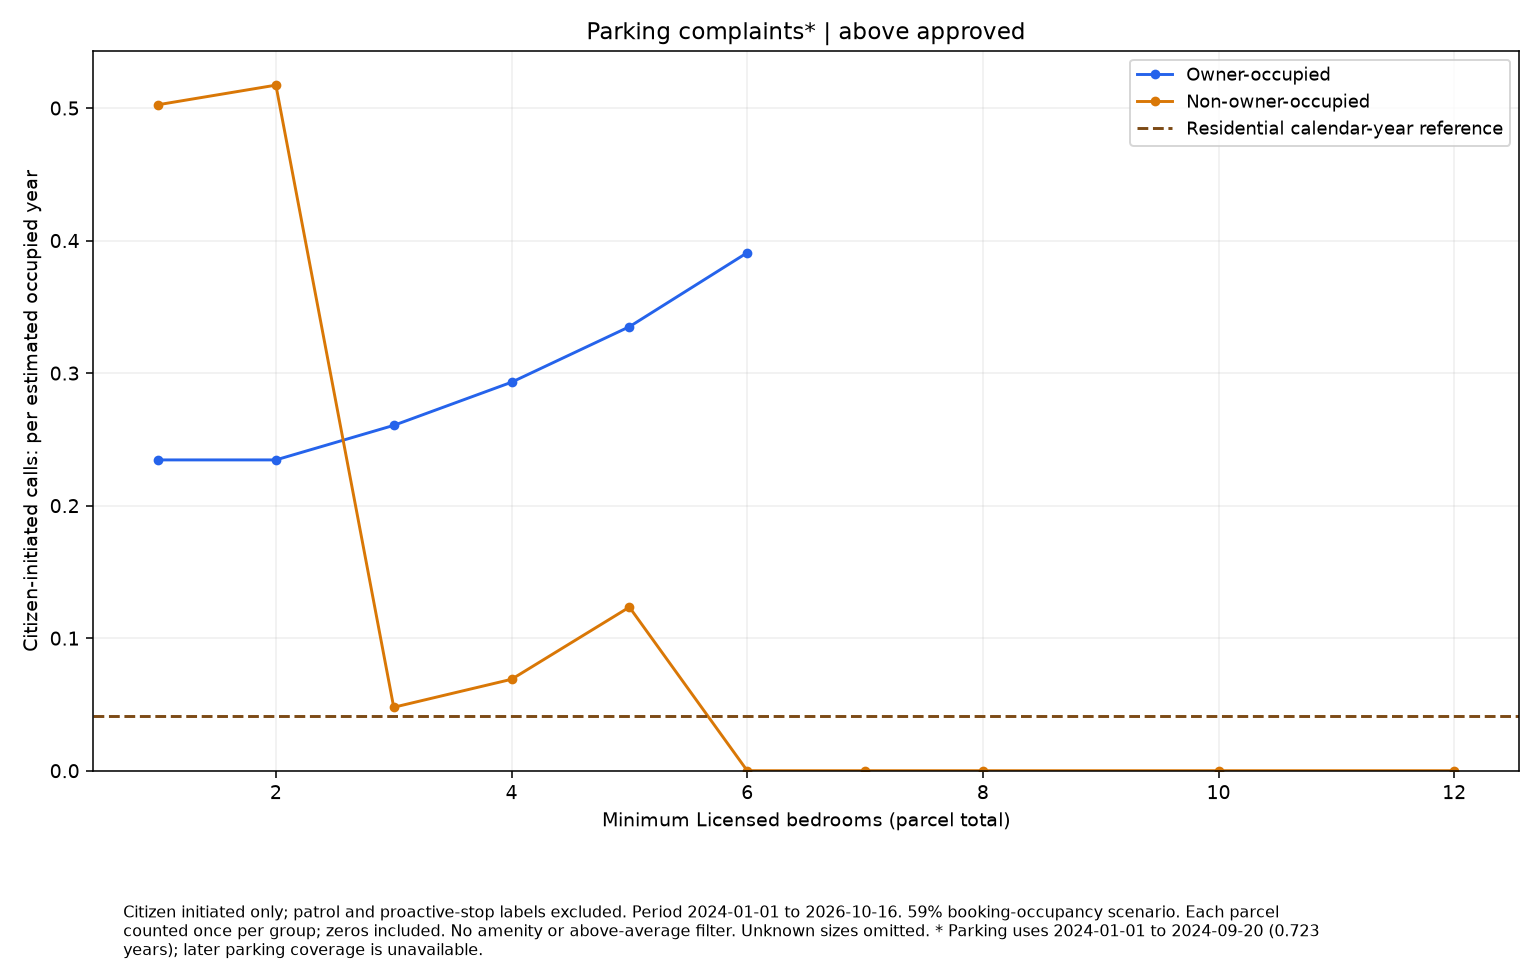 Parking complaints* | above approved
Owner-occupied
Non-owner-occupied
Residential calendar-year reference
Citizen-initiated calls: per estimated occupied year
0.5
0.4
0.3
0.2
0.1
0.0
2 4 6 8 10 12
Minimum Licensed bedrooms (parcel total)
Citizen initiated only; patrol and proactive-stop labels excluded. Period 2024-01-01 to 2026-10-16. 59% booking-occupancy scenario. Each parcel
counted once per group; zeros included. No amenity or above-average filter. Unknown sizes omitted. * Parking uses 2024-01-01 to 2024-09-20 (0.723
years); later parking coverage is unavailable.